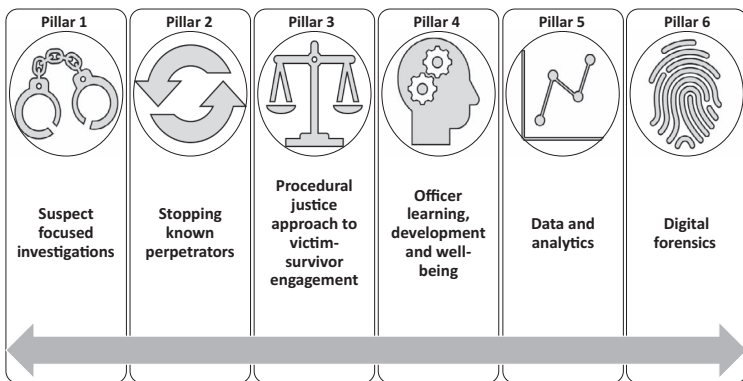 Pillar 1
Pillar 2
Pillar 3
Pillar 4
Pillar 5
Pillar 6
Suspect
focused
investigations
Stopping
known
perpetrators
Procedural
justice
approach to
victim-
survivor
engagement
Officer
learning,
development
and well-
being
Data and
analytics
Digital
forensics